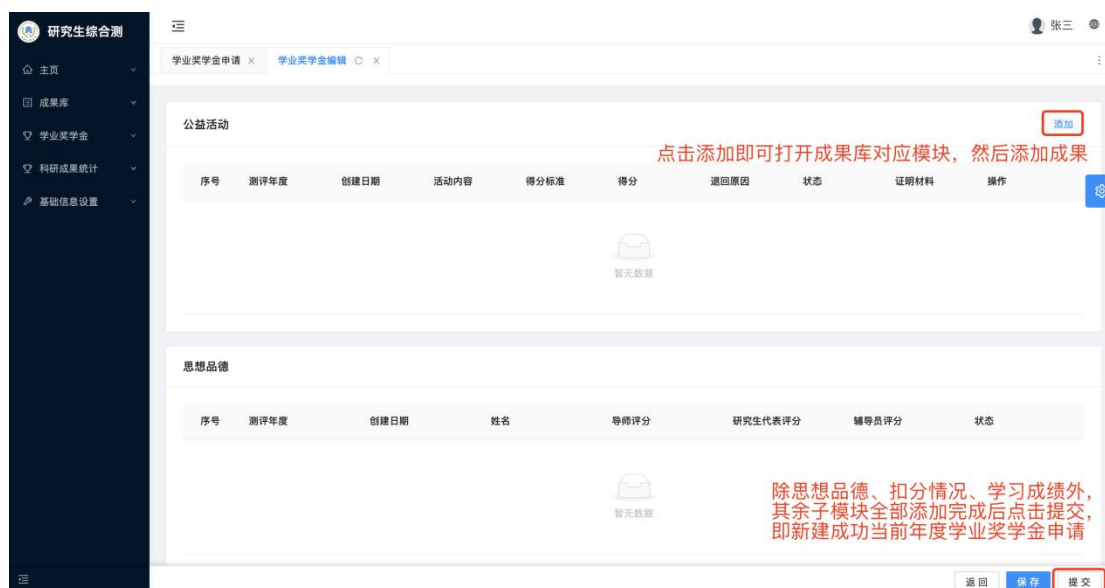 研究生综合测
张三
主页
成果库
学业奖学金
科研成果统计
基础信息设置
学业奖学金申请 × 学业奖学金编辑 ×
公益活动
添加
点击添加即可打开成果库对应模块，然后添加成果
序号 测评年度 创建日期 活动内容 得分标准 得分 退回原因 状态 证明材料 操作
暂无数据
思想品德
序号 测评年度 创建日期 姓名 导师评分 研究生代表评分 辅导员评分 状态
暂无数据
除思想品德、扣分情况、学习成绩外，
其余子模块全部添加完成后点击提交，
即新建成功当前年度学业奖学金申请
返回 保存 提交